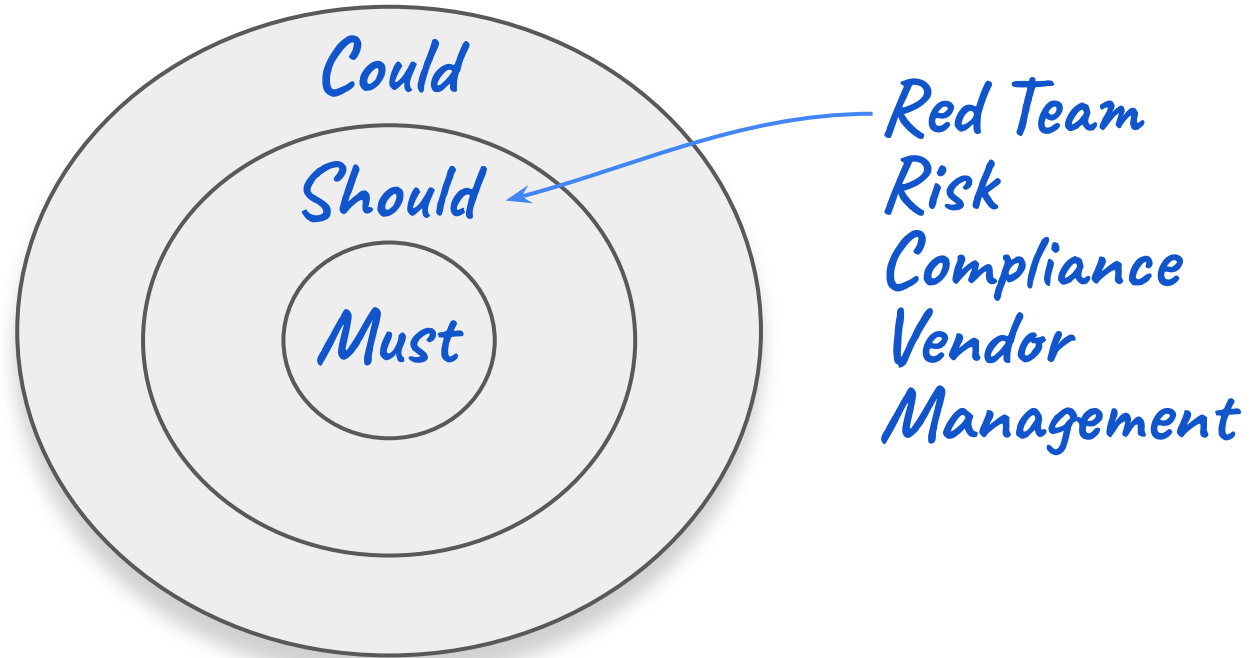 Could
Should
Must
Red Team
Risk
Compliance
Vendor
Management